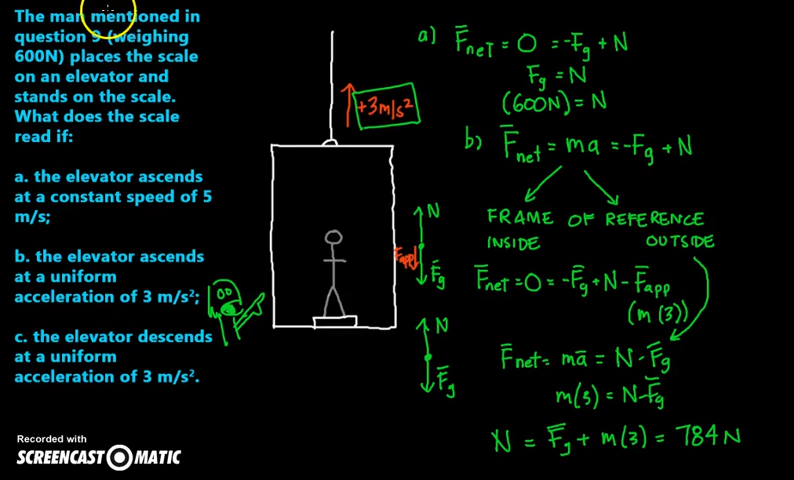 The man mentioned in
question 9 (weighing
600N) places the scale
on an elevator and
stands on the scale.
What does the scale
read if:
a. the elevator ascends
at a constant speed of 5
m/s;
b. the elevator ascends
at a uniform
acceleration of 3 m/s²;
c. the elevator descends
at a uniform
acceleration of 3 m/s².
Recorded with
SCREENCAST-O-MATIC
+3m/s²
N
Fapp
F̄g
N
F̄g
a) F̄net = 0 = -F̄g + N
Fg = N
(600N) = N
b) F̄net = ma = -F̄g + N
FRAME OF REFERENCE
INSIDE OUTSIDE
F̄net = 0 = -F̄g + N - F̄app
(m(3))
F̄net = mā = N - F̄g
m(3) = N - F̄g
N = F̄g + m(3) = 784 N